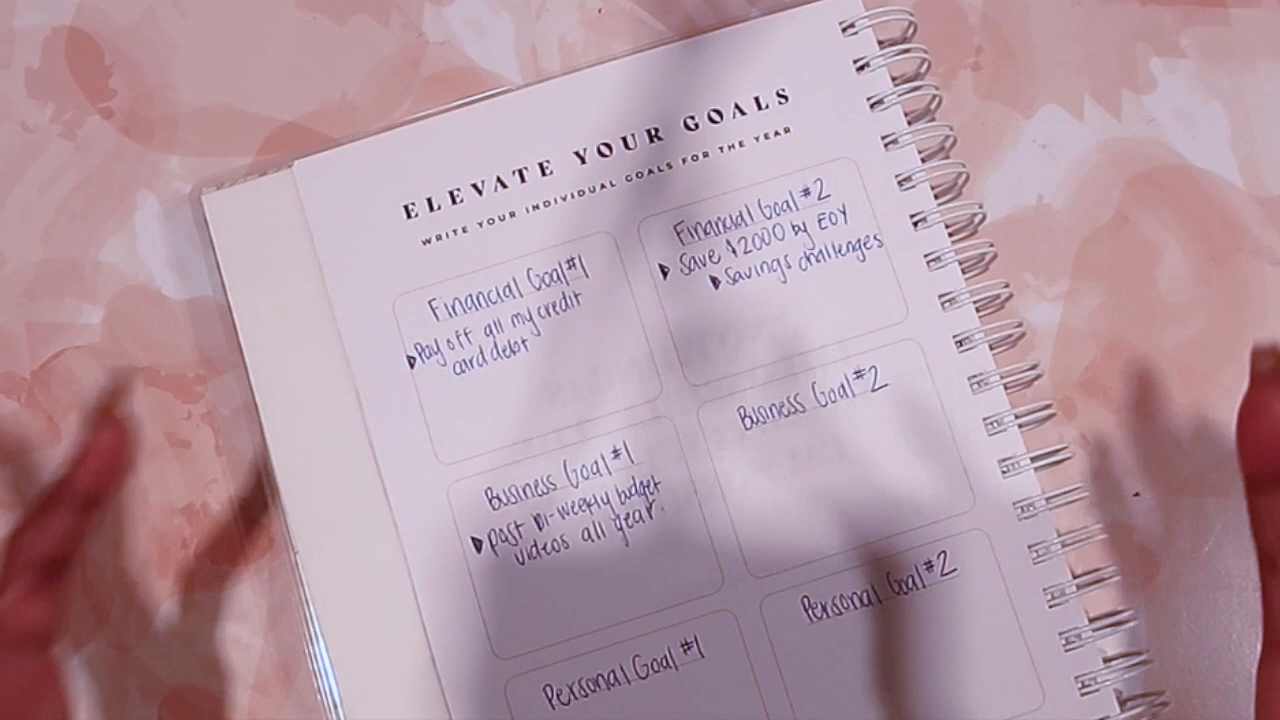 ELEVATE YOUR GOALS
WRITE YOUR INDIVIDUAL GOALS FOR THE YEAR
Financial Goal #1
Pay off all my credit
card debt
Financial Goal #2
Save $2000 by EOY
Savings challenges
Business Goal #1
post bi-weekly budget
videos all year.
Business Goal #2
Personal Goal #1
Personal Goal #2